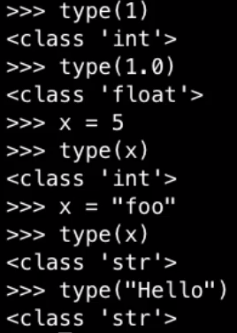 >>> type(1)
<class 'int'>
>>> type(1.0)
<class 'float'>
>>> x = 5
>>> type(x)
<class 'int'>
>>> x = "foo"
>>> type(x)
<class 'str'>
>>> type("Hello")
<class 'str'>